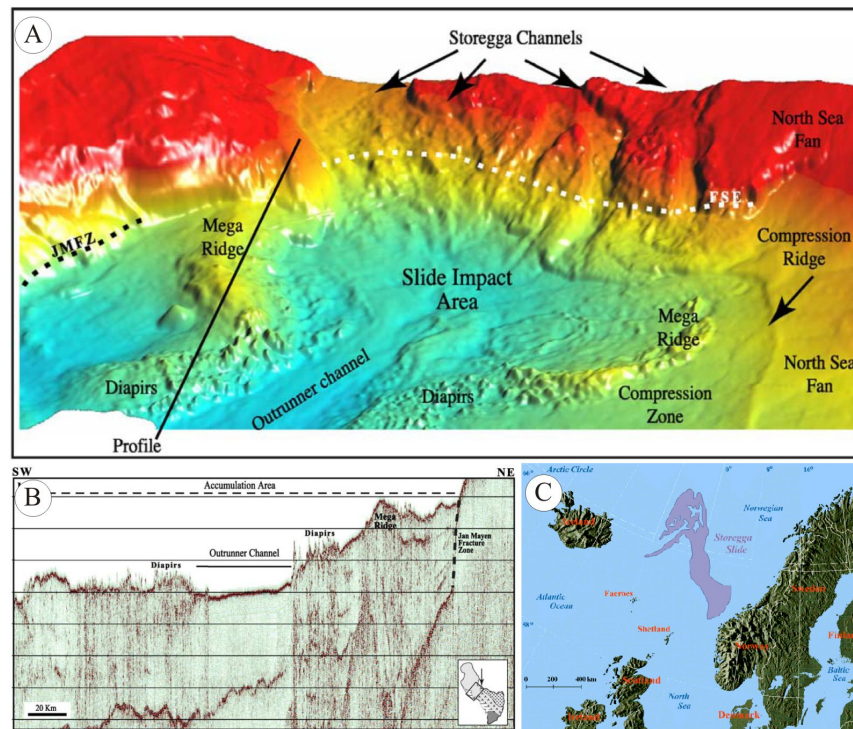 A
Storegga Channels
North Sea
Fan
FSE
JMFZ
Mega
Ridge
Compression
Ridge
Slide Impact
Area
Mega
Ridge
North Sea
Fan
Diapirs
Outrunner channel
Diapirs
Compression
Zone
Profile
SW
NE
B
Accumulation Area
Mega
Ridge
Diapirs
Jan Mayen
Fracture
Zone
Outrunner Channel
Diapirs
20 Km
C
Arctic Circle
0°
8°
16°
Iceland
Norwegian
Sea
Storegga
Slide
Sweden
Atlantic
Ocean
Faeroes
Shetland
Norway
Baltic
Sea
0 200 400 km
Scotland
North
Sea
Denmark
Ireland